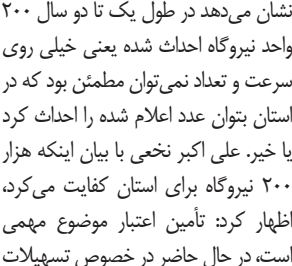 نشان می‌دهد در طول یک تا دو سال ۲۰۰
واحد نیروگاه احداث شده یعنی خیلی روی
سرعت و تعداد نمی‌توان مطمئن بود که در
استان بتوان عدد اعلام شده را احداث کرد
یا خیر. علی اکبر نخعی با بیان اینکه هزار
۲۰۰ نیروگاه برای استان کفایت می‌کرد،
اظهار کرد: تأمین اعتبار موضوع مهمی
است، در حال حاضر در خصوص تسهیلات